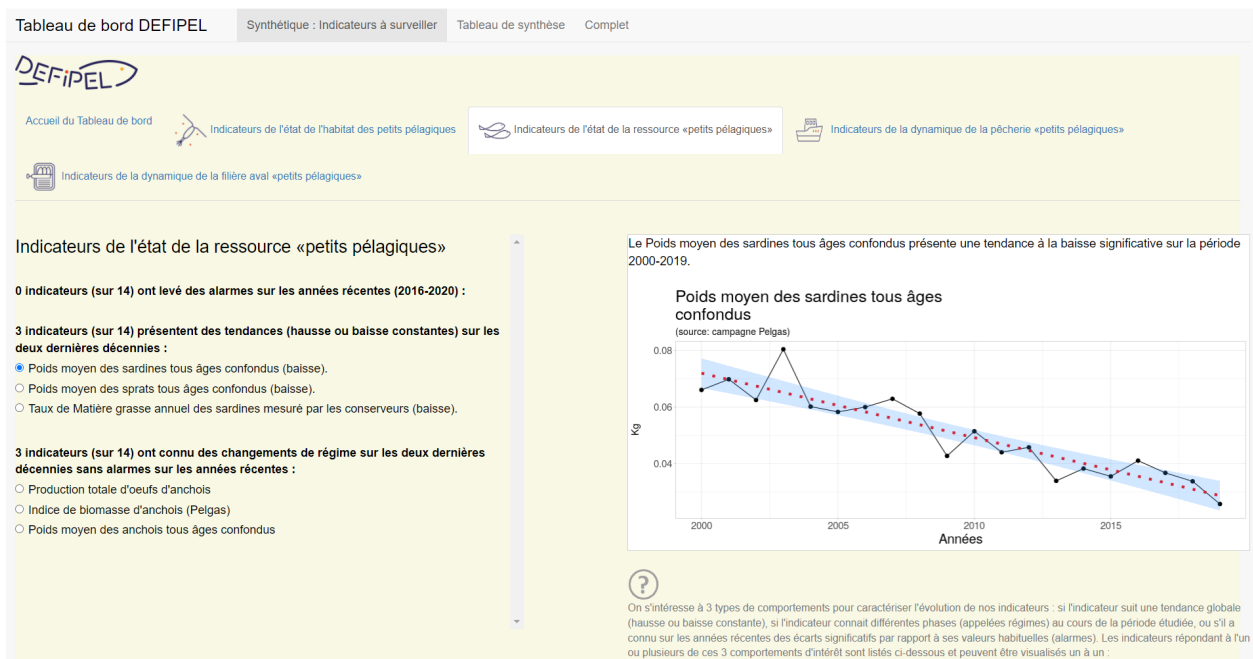 Tableau de bord DEFIPEL
Synthétique : Indicateurs à surveiller
Tableau de synthèse
Complet
DEFIPEL
Accueil du Tableau de bord
Indicateurs de l'état de l'habitat des petits pélagiques
Indicateurs de l'état de la ressource «petits pélagiques»
Indicateurs de la dynamique de la pêcherie «petits pélagiques»
Indicateurs de la dynamique de la filière aval «petits pélagiques»
Indicateurs de l'état de la ressource «petits pélagiques»
0 indicateurs (sur 14) ont levé des alarmes sur les années récentes (2016-2020) :
3 indicateurs (sur 14) présentent des tendances (hausse ou baisse constantes) sur les
deux dernières décennies :
Poids moyen des sardines tous âges confondus (baisse).
Poids moyen des sprats tous âges confondus (baisse).
Taux de Matière grasse annuel des sardines mesuré par les conserveurs (baisse).
3 indicateurs (sur 14) ont connu des changements de régime sur les deux dernières
décennies sans alarmes sur les années récentes :
Production totale d'oeufs d'anchois
Indice de biomasse d'anchois (Pelgas)
Poids moyen des anchois tous âges confondus
Le Poids moyen des sardines tous âges confondus présente une tendance à la baisse significative sur la période
2000-2019.
Poids moyen des sardines tous âges
confondus
(source: campagne Pelgas)
0.08
0.06
0.04
Kg
2000
2005
2010
2015
Années
?
On s'intéresse à 3 types de comportements pour caractériser l'évolution de nos indicateurs : si l'indicateur suit une tendance globale
(hausse ou baisse constante), si l'indicateur connait différentes phases (appelées régimes) au cours de la période étudiée, ou s'il a
connu sur les années récentes des écarts significatifs par rapport à ses valeurs habituelles (alarmes). Les indicateurs répondant à l'un
ou plusieurs de ces 3 comportements d'intérêt sont listés ci-dessous et peuvent être visualisés un à un :